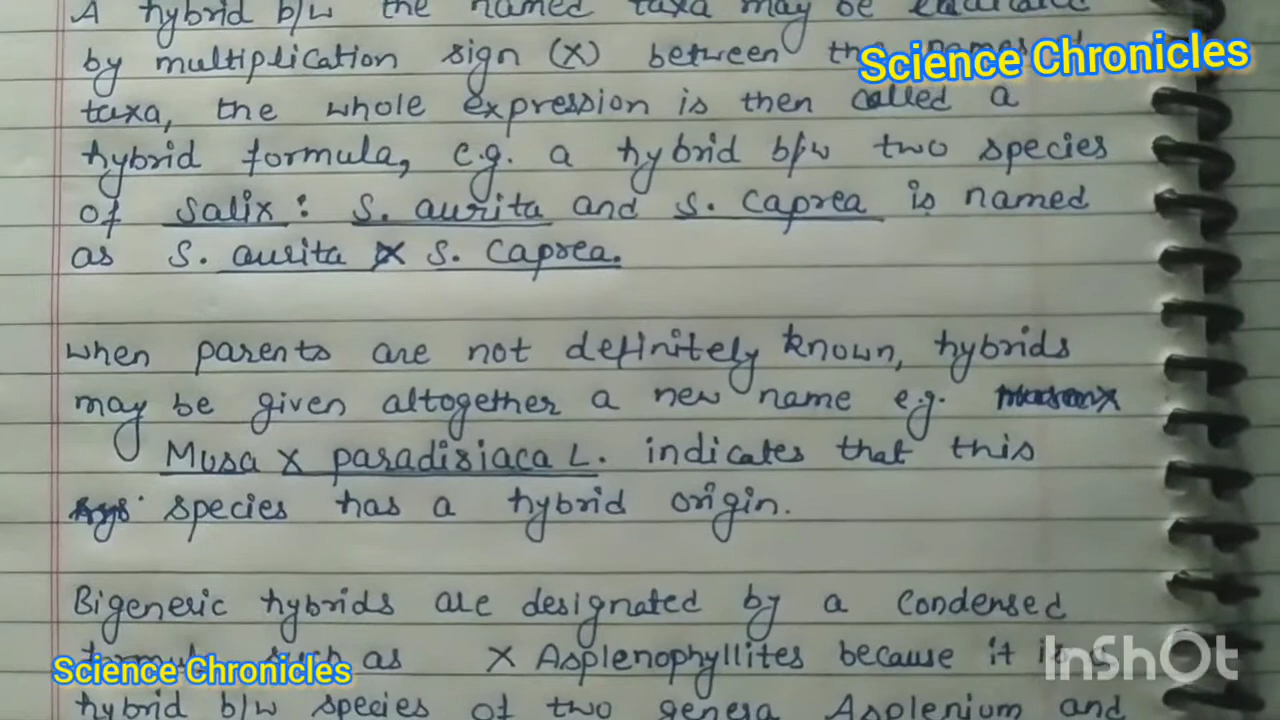 A hybrid b/w the named taxa may be
by multiplication sign (x) between the names
Science Chronicles
taxa, the whole expression is then called a
hybrid formula, e.g. a hybrid b/w two species
of Salix: S. aurita and S. caprea is named
as S. aurita X S. caprea.
when parents are not definitely known, hybrids
may be given altogether a new name e.g.
Musa x paradisiaca L. indicates that this
species has a hybrid origin.
Bigeneric hybrids are designated by a condensed
such as X Asplenophyllites because it is
Science Chronicles
InShOt
hybrid b/w species of two genera Asplenium and